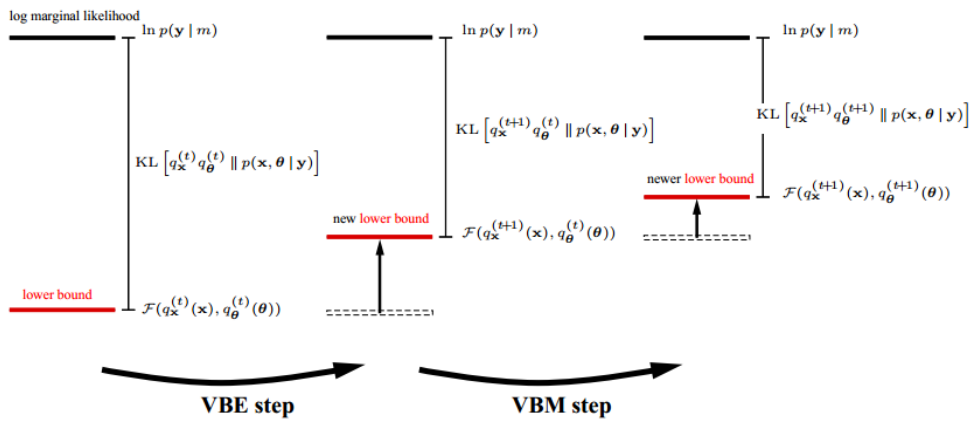 log marginal likelihood
ln p(y | m)
ln p(y | m)
ln p(y | m)
KL [q_x^(t) q_θ^(t) ‖ p(x, θ | y)]
KL [q_x^(t+1) q_θ^(t) ‖ p(x, θ | y)]
KL [q_x^(t+1) q_θ^(t+1) ‖ p(x, θ | y)]
newer lower bound
F(q_x^(t+1)(x), q_θ^(t+1)(θ))
new lower bound
F(q_x^(t+1)(x), q_θ^(t)(θ))
lower bound
F(q_x^(t)(x), q_θ^(t)(θ))
VBE step
VBM step